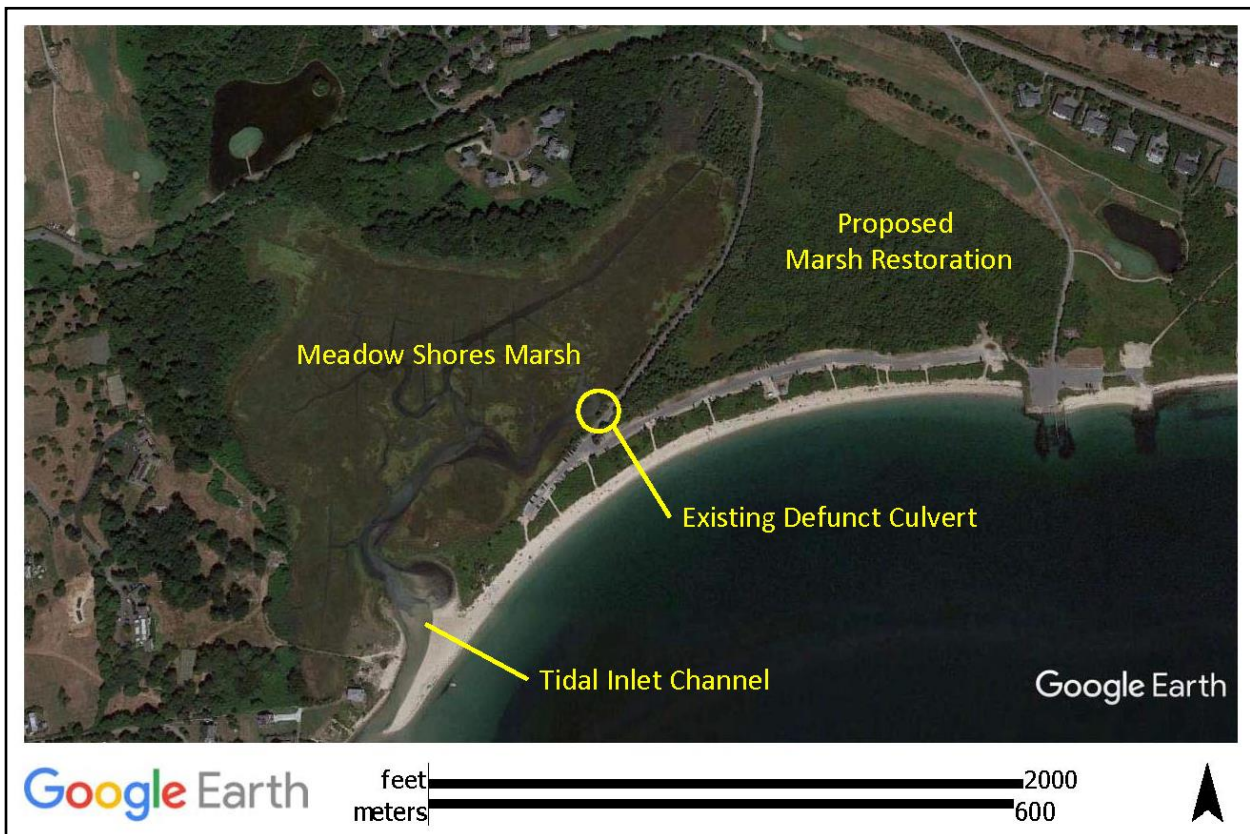 Proposed
Marsh Restoration
Meadow Shores Marsh
Existing Defunct Culvert
Tidal Inlet Channel
Google Earth
Google Earth
feet 2000
meters 600